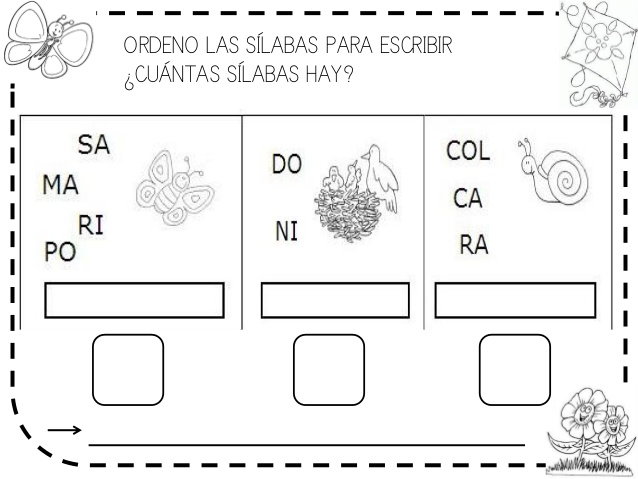 ORDENO LAS SÍLABAS PARA ESCRIBIR
¿CUÁNTAS SÍLABAS HAY?
SA
MA
RI
PO
DO
NI
COL
CA
RA